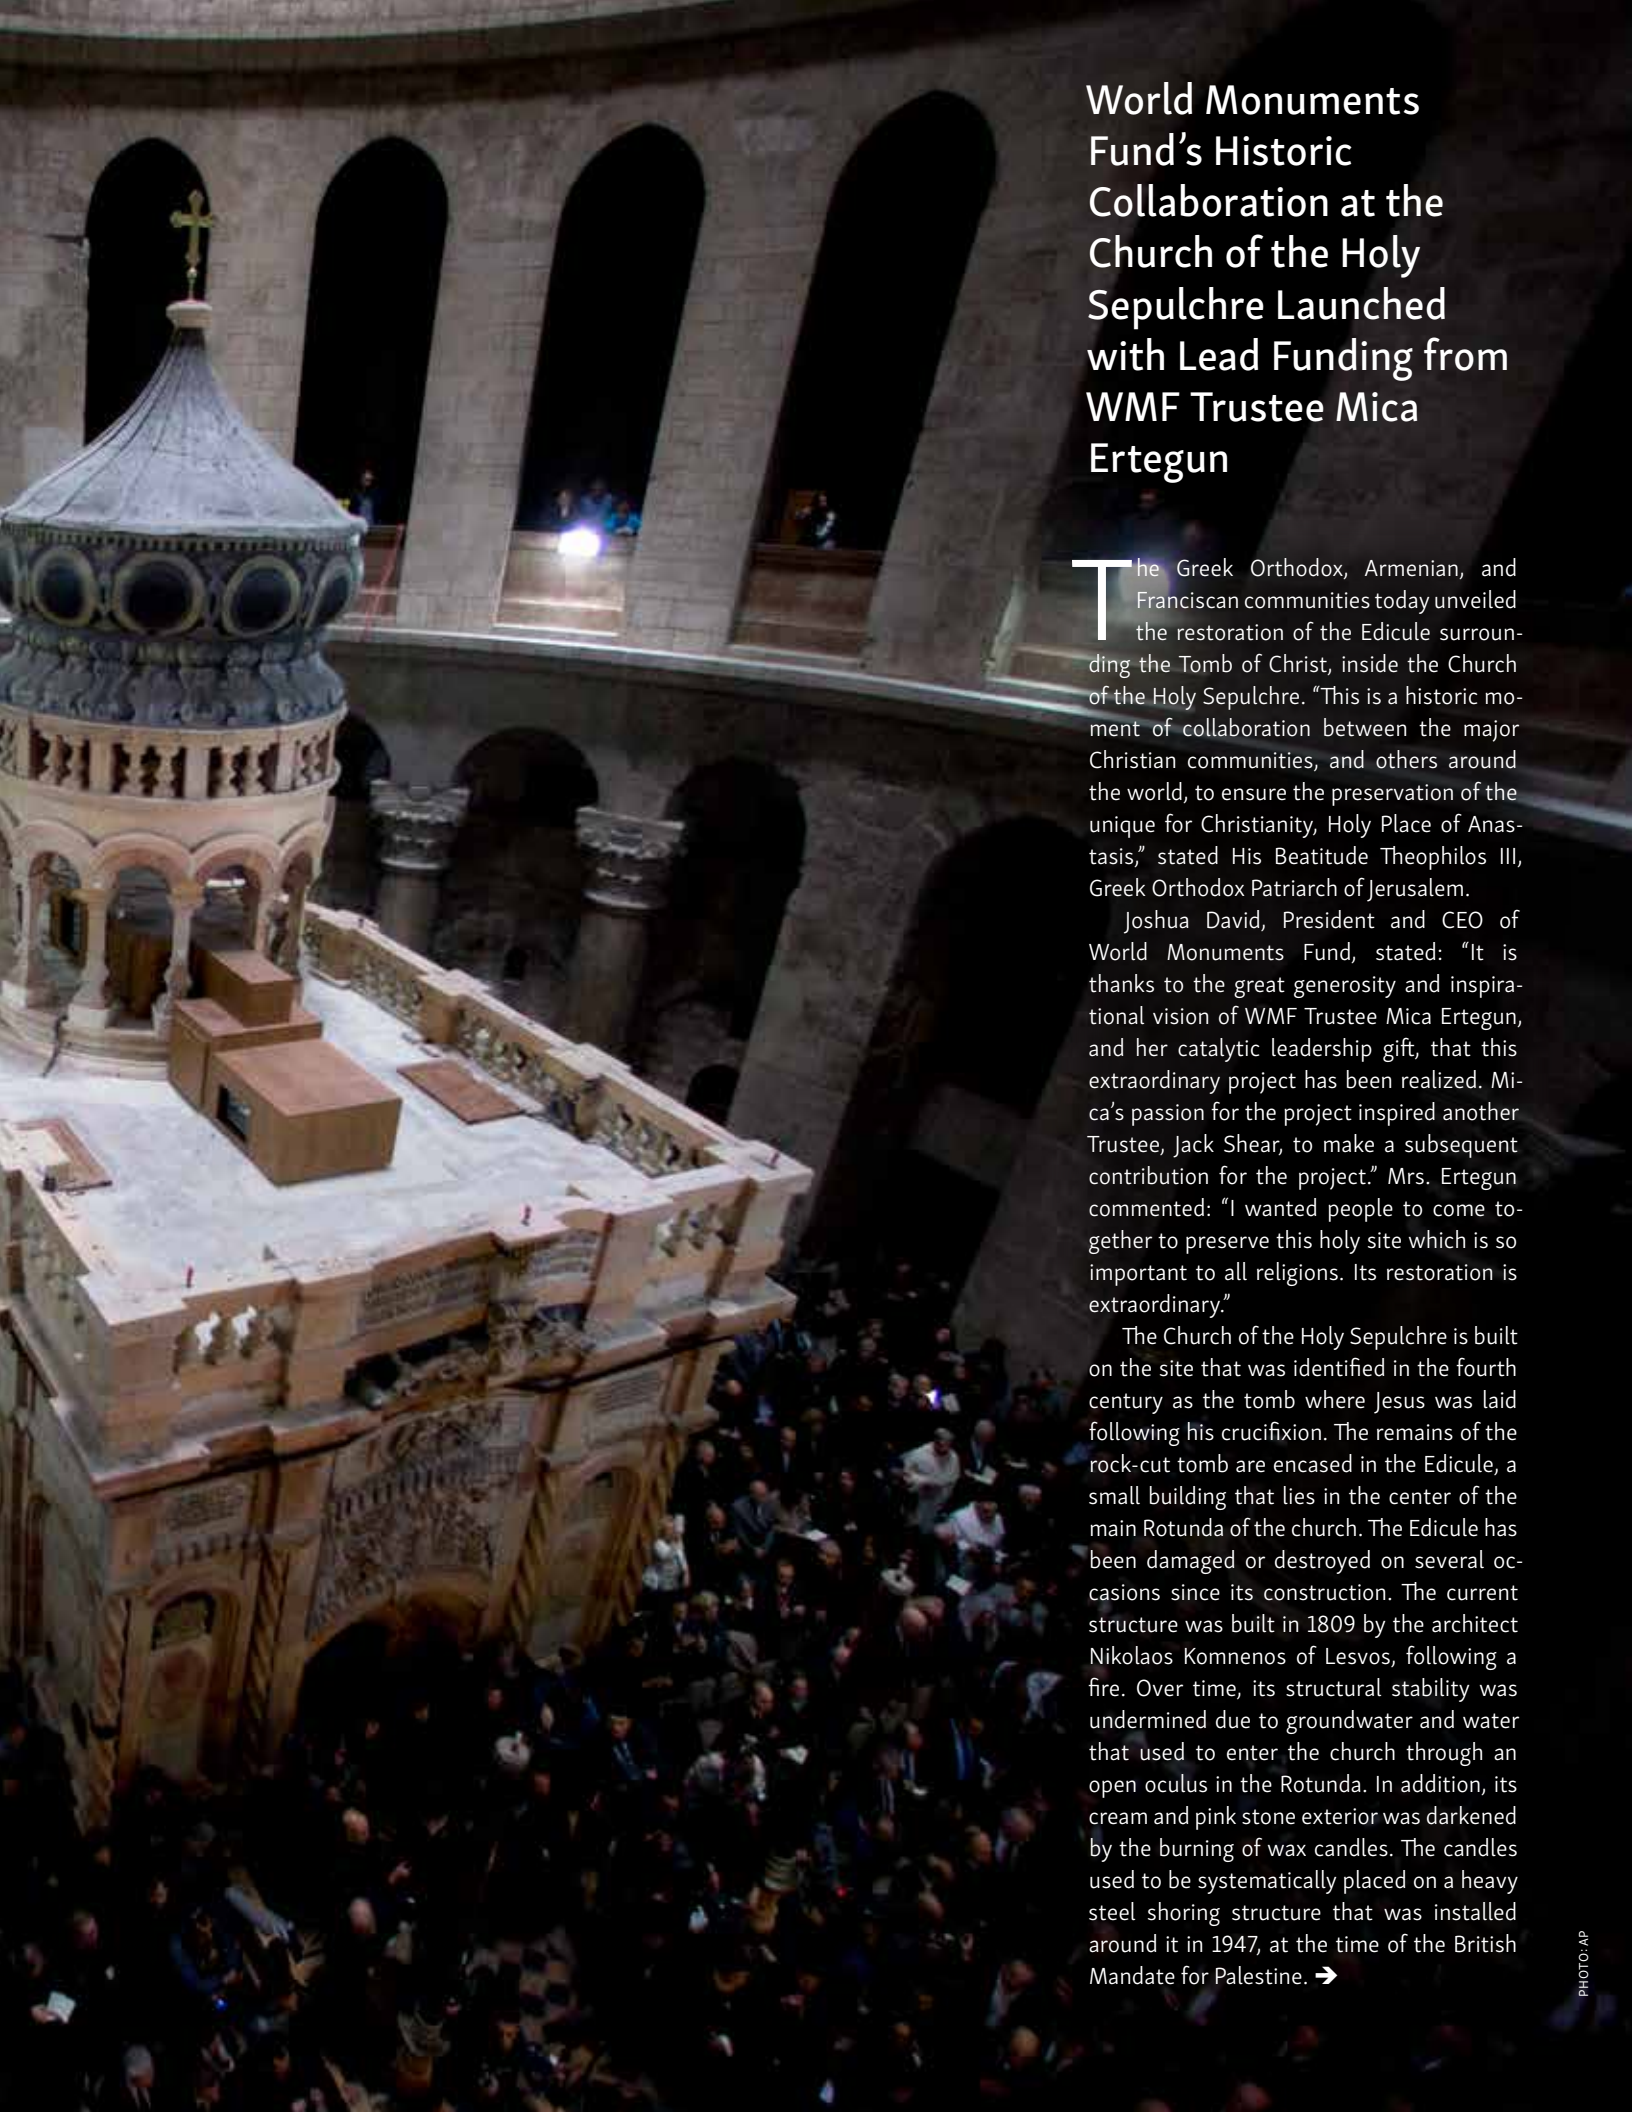 World Monuments
Fund’s Historic
Collaboration at the
Church of the Holy
Sepulchre Launched
with Lead Funding from
WMF Trustee Mica
Ertegun
The Greek Orthodox, Armenian, and
Franciscan communities today unveiled
the restoration of the Edicule surroun-
ding the Tomb of Christ, inside the Church
of the Holy Sepulchre. “This is a historic mo-
ment of collaboration between the major
Christian communities, and others around
the world, to ensure the preservation of the
unique for Christianity, Holy Place of Anas-
tasis,” stated His Beatitude Theophilos III,
Greek Orthodox Patriarch of Jerusalem.
Joshua David, President and CEO of
World Monuments Fund, stated: “It is
thanks to the great generosity and inspira-
tional vision of WMF Trustee Mica Ertegun,
and her catalytic leadership gift, that this
extraordinary project has been realized. Mi-
ca’s passion for the project inspired another
Trustee, Jack Shear, to make a subsequent
contribution for the project.” Mrs. Ertegun
commented: “I wanted people to come to-
gether to preserve this holy site which is so
important to all religions. Its restoration is
extraordinary.”
The Church of the Holy Sepulchre is built
on the site that was identified in the fourth
century as the tomb where Jesus was laid
following his crucifixion. The remains of the
rock-cut tomb are encased in the Edicule, a
small building that lies in the center of the
main Rotunda of the church. The Edicule has
been damaged or destroyed on several oc-
casions since its construction. The current
structure was built in 1809 by the architect
Nikolaos Komnenos of Lesvos, following a
fire. Over time, its structural stability was
undermined due to groundwater and water
that used to enter the church through an
open oculus in the Rotunda. In addition, its
cream and pink stone exterior was darkened
by the burning of wax candles. The candles
used to be systematically placed on a heavy
steel shoring structure that was installed
around it in 1947, at the time of the British
Mandate for Palestine. ➔
PHOTO: AP